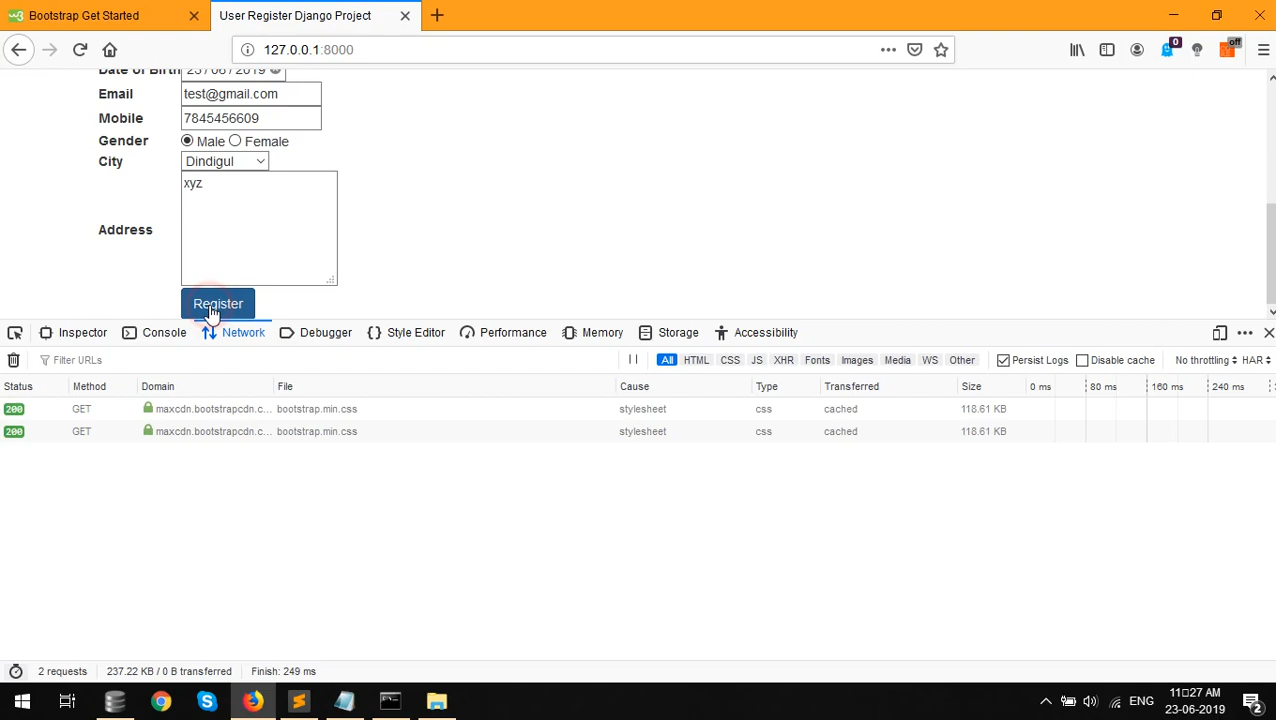 Bootstrap Get Started
User Register Django Project
127.0.0.1:8000
0
off
Date of Birth 23/06/2019
Email test@gmail.com
Mobile 7845456609
Gender Male Female
City Dindigul
xyz
Address
Register
Inspector Console Network Debugger Style Editor Performance Memory Storage Accessibility
Filter URLs All HTML CSS JS XHR Fonts Images Media WS Other Persist Logs Disable cache No throttling HAR
Status Method Domain File Cause Type Transferred Size 0 ms 80 ms 160 ms 240 ms
200 GET maxcdn.bootstrapcdn.c... bootstrap.min.css stylesheet css cached 118.61 KB
200 GET maxcdn.bootstrapcdn.c... bootstrap.min.css stylesheet css cached 118.61 KB
2 requests 237.22 KB / 0 B transferred Finish: 249 ms
ENG
11:27 AM
23-06-2019
2